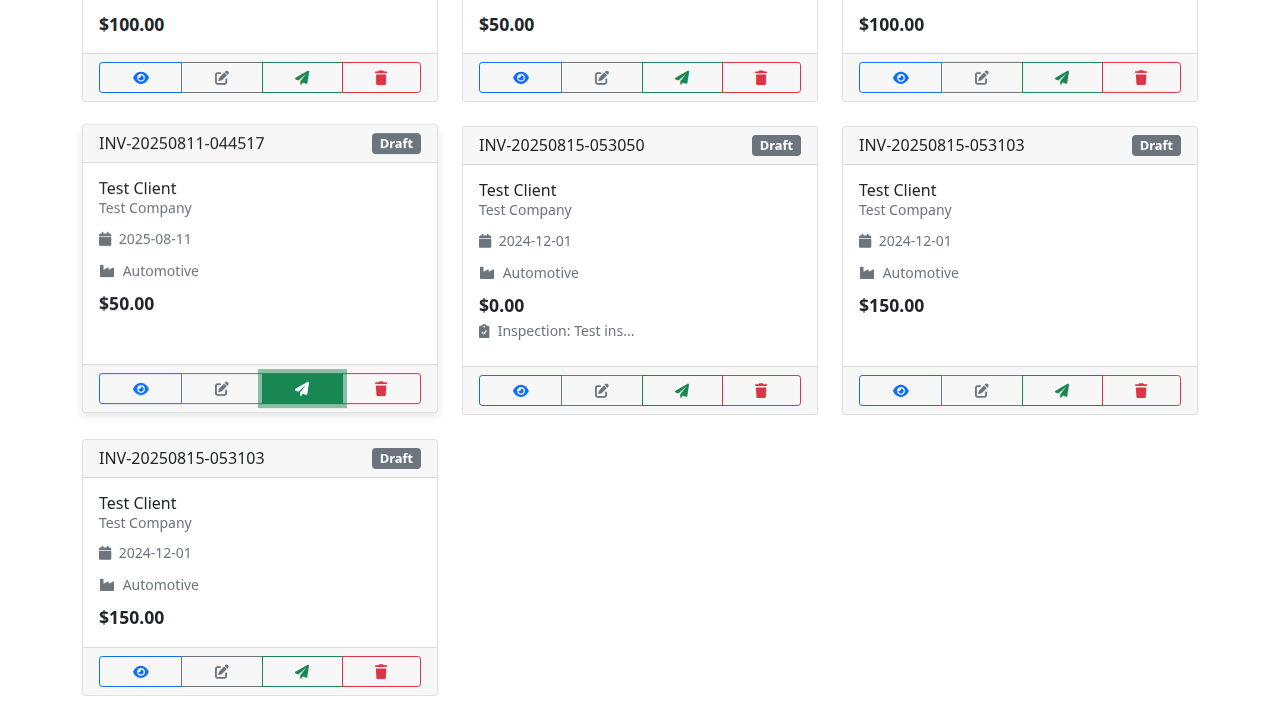 $100.00
$50.00
$100.00
INV-20250811-044517 Draft
Test Client
Test Company
2025-08-11
Automotive
$50.00
INV-20250815-053050 Draft
Test Client
Test Company
2024-12-01
Automotive
$0.00
Inspection: Test ins...
INV-20250815-053103 Draft
Test Client
Test Company
2024-12-01
Automotive
$150.00
INV-20250815-053103 Draft
Test Client
Test Company
2024-12-01
Automotive
$150.00